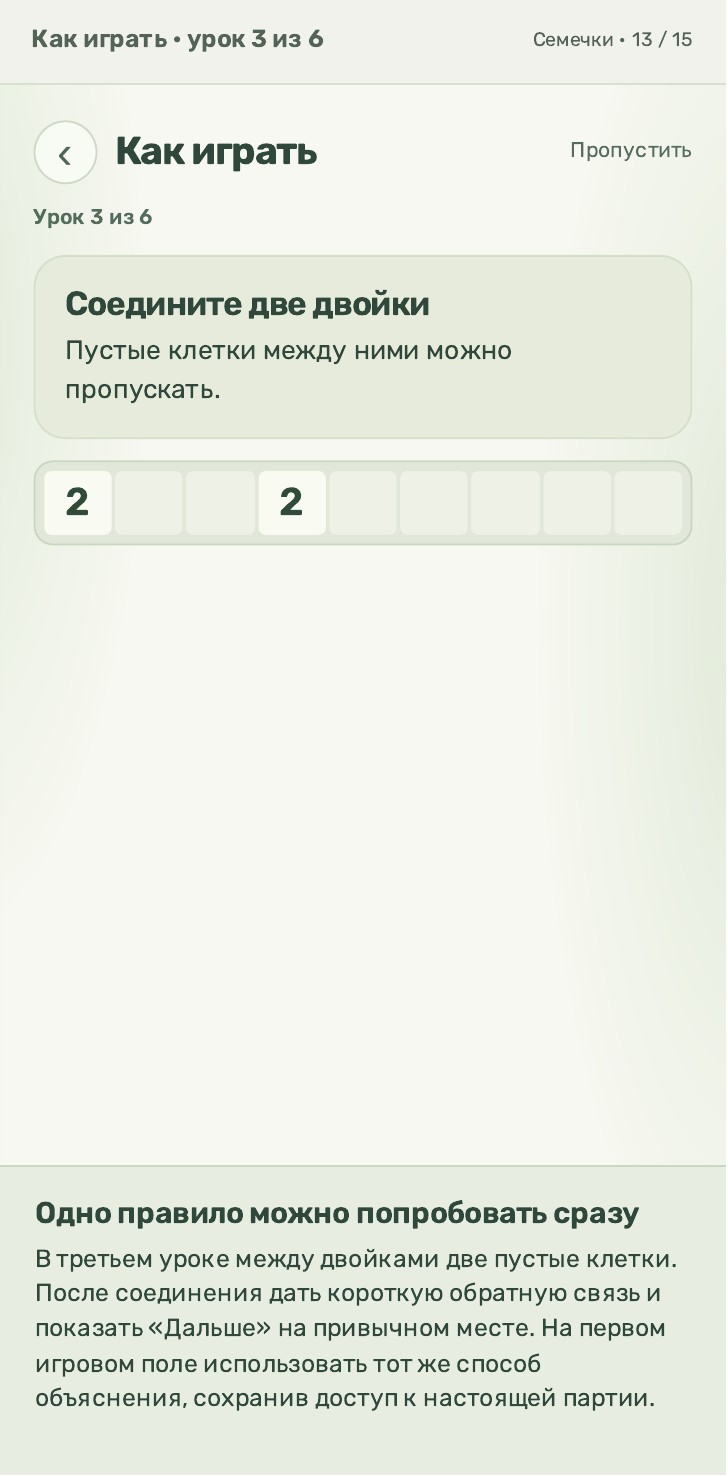 Как играть • урок 3 из 6
Семечки • 13 / 15
‹
Как играть
Пропустить
Урок 3 из 6
Соедините две двойки
Пустые клетки между ними можно
пропускать.
2 2
Одно правило можно попробовать сразу
В третьем уроке между двойками две пустые клетки.
После соединения дать короткую обратную связь и
показать «Дальше» на привычном месте. На первом
игровом поле использовать тот же способ
объяснения, сохранив доступ к настоящей партии.